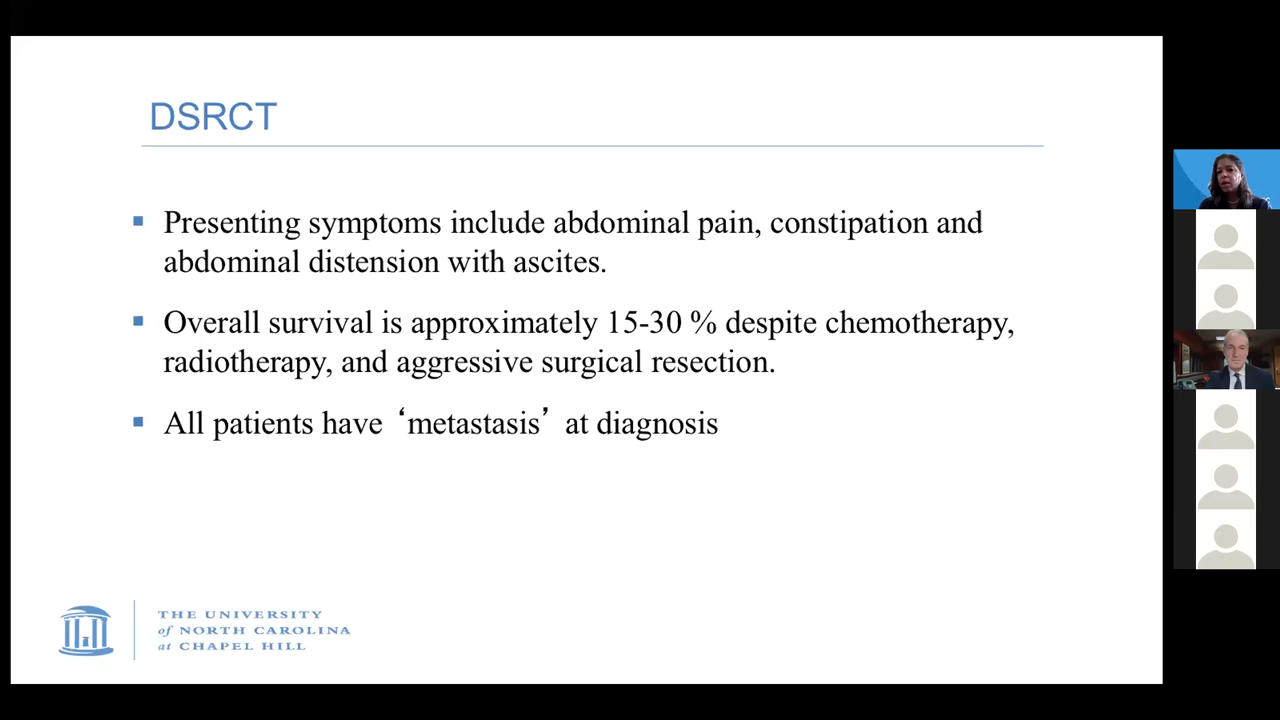 DSRCT
▪ Presenting symptoms include abdominal pain, constipation and
abdominal distension with ascites.
▪ Overall survival is approximately 15-30 % despite chemotherapy,
radiotherapy, and aggressive surgical resection.
▪ All patients have ‘metastasis’ at diagnosis
THE UNIVERSITY
of NORTH CAROLINA
at CHAPEL HILL